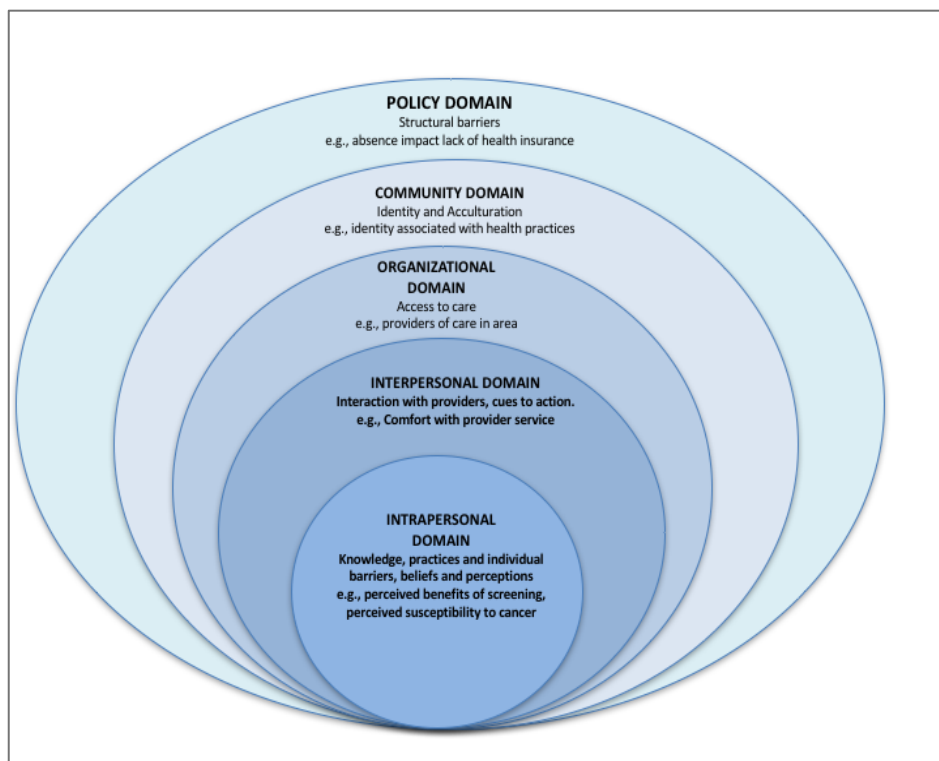 POLICY DOMAIN
Structural barriers
e.g., absence impact lack of health insurance
COMMUNITY DOMAIN
Identity and Acculturation
e.g., identity associated with health practices
ORGANIZATIONAL
DOMAIN
Access to care
e.g., providers of care in area
INTERPERSONAL DOMAIN
Interaction with providers, cues to action.
e.g., Comfort with provider service
INTRAPERSONAL
DOMAIN
Knowledge, practices and individual
barriers, beliefs and perceptions
e.g., perceived benefits of screening,
perceived susceptibility to cancer